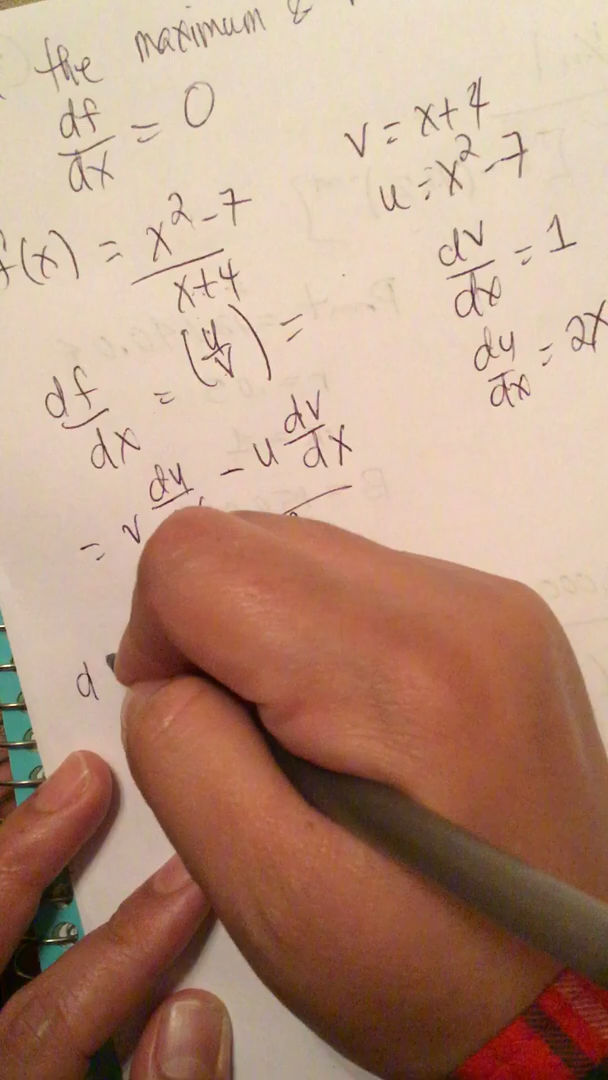 the maximum &
df/dx = 0
v = x+4
u = x² - 7
f(x) = x² - 7 / x+4
dv/dx = 1
du/dx = 2x
df/dx = (u/v) =
= v du - u dv/dx
d